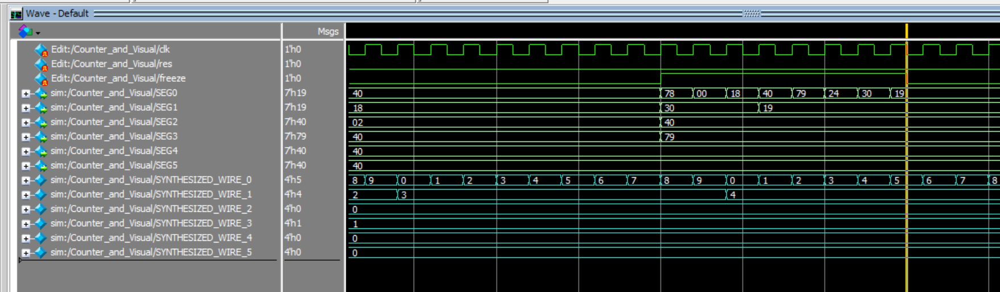 Wave - Default
Msgs
Edit:/Counter_and_Visual/clk 1'h0
Edit:/Counter_and_Visual/res 1'h0
Edit:/Counter_and_Visual/freeze 1'h0
sim:/Counter_and_Visual/SEG0 7'h19 40 78 00 18 40 79 24 30 19
sim:/Counter_and_Visual/SEG1 7'h19 18 30 19
sim:/Counter_and_Visual/SEG2 7'h40 02 40
sim:/Counter_and_Visual/SEG3 7'h79 40 79
sim:/Counter_and_Visual/SEG4 7'h40 40
sim:/Counter_and_Visual/SEG5 7'h40 40
sim:/Counter_and_Visual/SYNTHESIZED_WIRE_0 4'h5 8 9 0 1 2 3 4 5 6 7 8 9 0 1 2 3 4 5 6 7 8
sim:/Counter_and_Visual/SYNTHESIZED_WIRE_1 4'h4 2 3 4
sim:/Counter_and_Visual/SYNTHESIZED_WIRE_2 4'h0 0
sim:/Counter_and_Visual/SYNTHESIZED_WIRE_3 4'h1 1
sim:/Counter_and_Visual/SYNTHESIZED_WIRE_4 4'h0 0
sim:/Counter_and_Visual/SYNTHESIZED_WIRE_5 4'h0 0